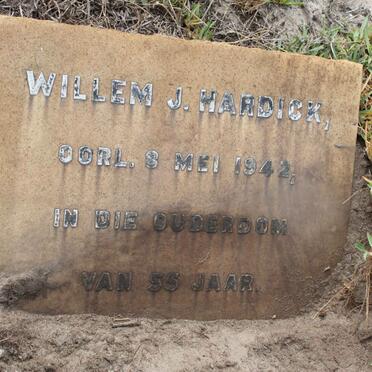 WILLEM J. HARDICK,
OORL. 8 MEI 1942,
IN DIE OUDERDOM
VAN 55 JAAR.